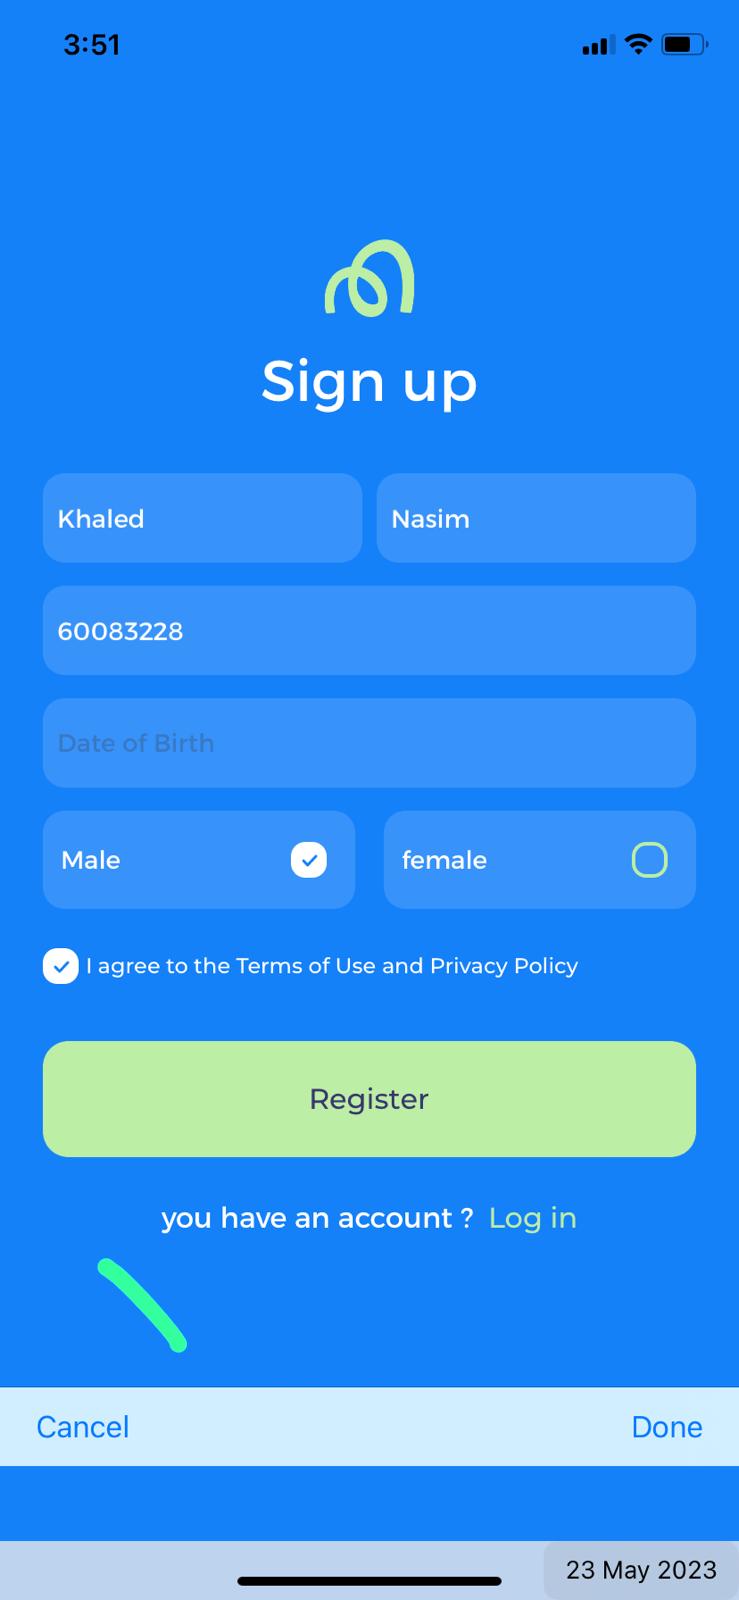 3:51
Sign up
Khaled Nasim
60083228
Date of Birth
Male female
I agree to the Terms of Use and Privacy Policy
Register
you have an account ? Log in
Cancel Done
23 May 2023